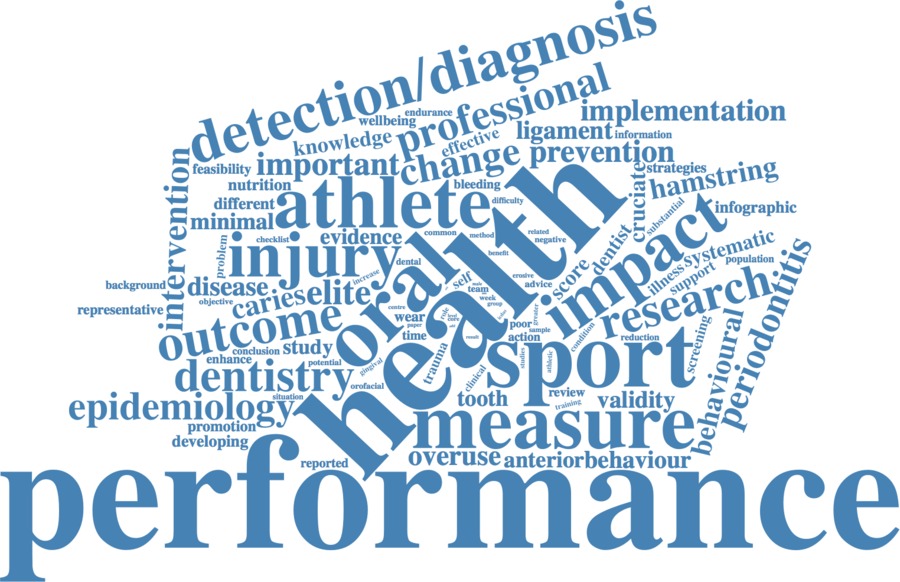 detection/diagnosis
professional
implementation
endurance
wellbeing
knowledge
effective
ligament
information
feasibility
important
change
prevention
strategies
intervention
nutrition
athlete
bleeding
health
cruciate
hamstring
different
difficulty
substantial
infographic
minimal
evidence
common
method
related
negative
dentist
impact
problem
checklist
injury
oral
benefit
systematic
population
background
disease
increase
dental
self
erosive
advice
score
illness
support
representative
objective
caries
elite
centre
role
team
week
group
research
periodontitis
outcome
wear
paper
time
poor
sample
greater
action
condition
reduction
screening
enhance
conclusion
study
potential
gingival
trauma
result
sport
studies
athletic
behavioural
dentistry
orofacial
clinical
situation
tooth
review
training
validity
epidemiology
promotion
developing
measure
reported
overuse
anterior
behaviour
performance